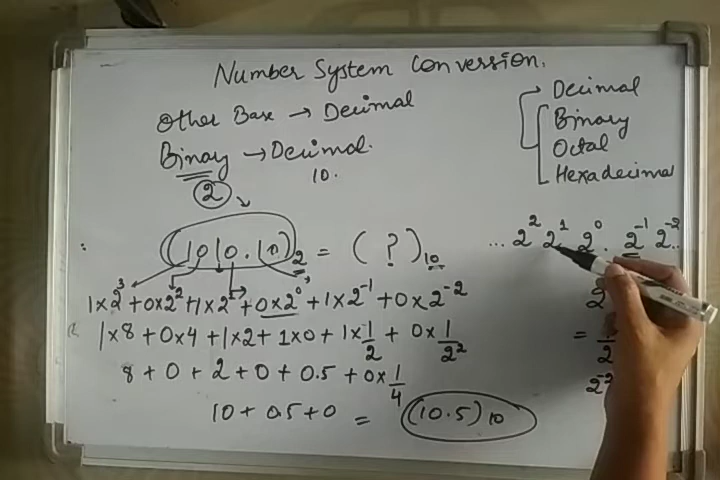 Number System Conversion.
Other Base → Decimal
Binary → Decimal.
10.
2
Decimal
Binary
Octal
Hexadecimal
(1010.10)₂ = ( ? )₁₀
... 2² 2¹ 2⁰ . 2⁻¹ 2⁻² ..
1×2³ + 0×2² + 1×2¹ + 0×2⁰ + 1×2⁻¹ + 0×2⁻²
1×8 + 0×4 + 1×2 + 1×0 + 1×1/2 + 0×1/2²
8 + 0 + 2 + 0 + 0.5 + 0×1/4
10 + 0.5 + 0 = (10.5)₁₀